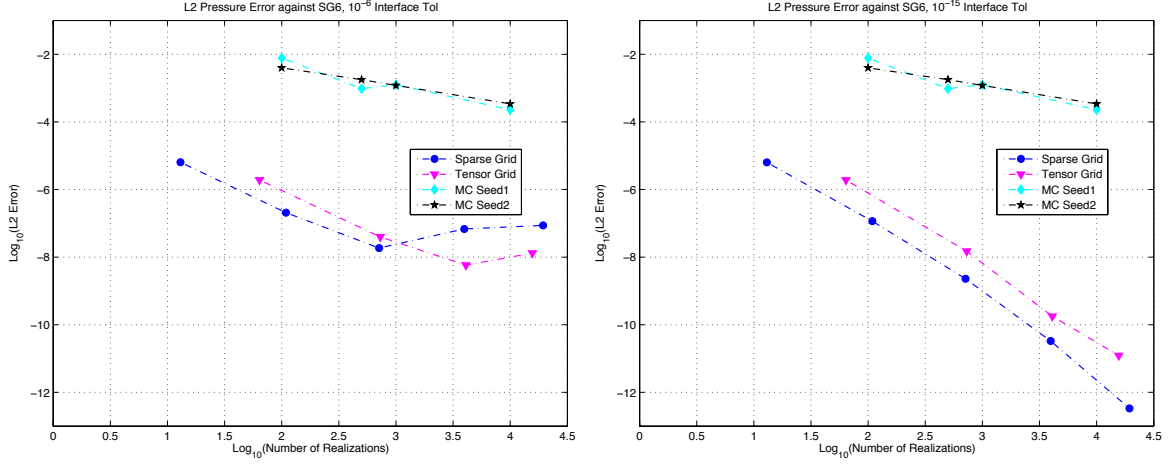 L2 Pressure Error against SG6, 10⁻⁶ Interface Tol
−2
−4
−6
−8
−10
−12
Log₁₀(L2 Error)
Sparse Grid
Tensor Grid
MC Seed1
MC Seed2
0 0.5 1 1.5 2 2.5 3 3.5 4 4.5
Log₁₀(Number of Realizations)
L2 Pressure Error against SG6, 10⁻¹⁵ Interface Tol
−2
−4
−6
−8
−10
−12
Log₁₀(L2 Error)
Sparse Grid
Tensor Grid
MC Seed1
MC Seed2
0 0.5 1 1.5 2 2.5 3 3.5 4 4.5
Log₁₀(Number of Realizations)